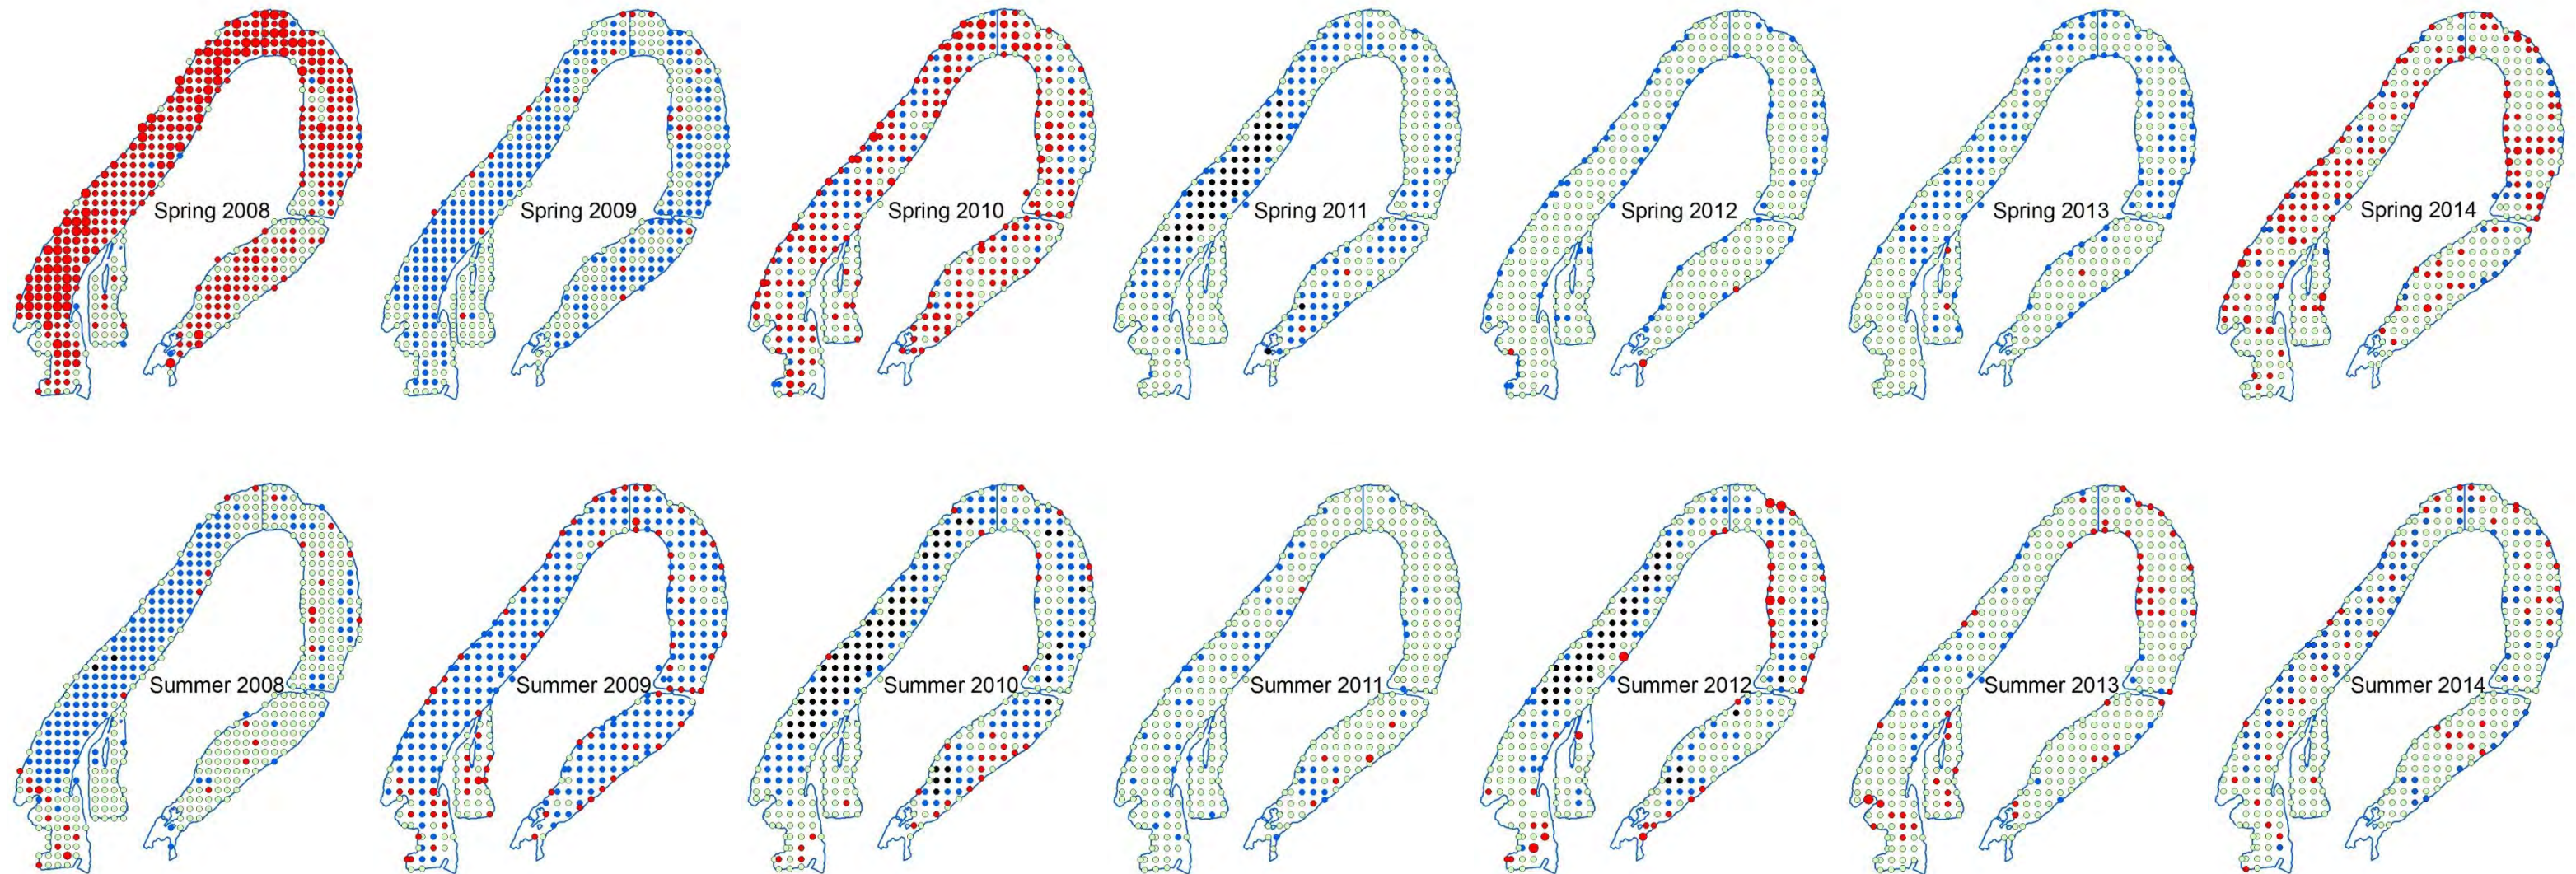 Spring 2008
Spring 2009
Spring 2010
Spring 2011
Spring 2012
Spring 2013
Spring 2014
Summer 2008
Summer 2009
Summer 2010
Summer 2011
Summer 2012
Summer 2013
Summer 2014